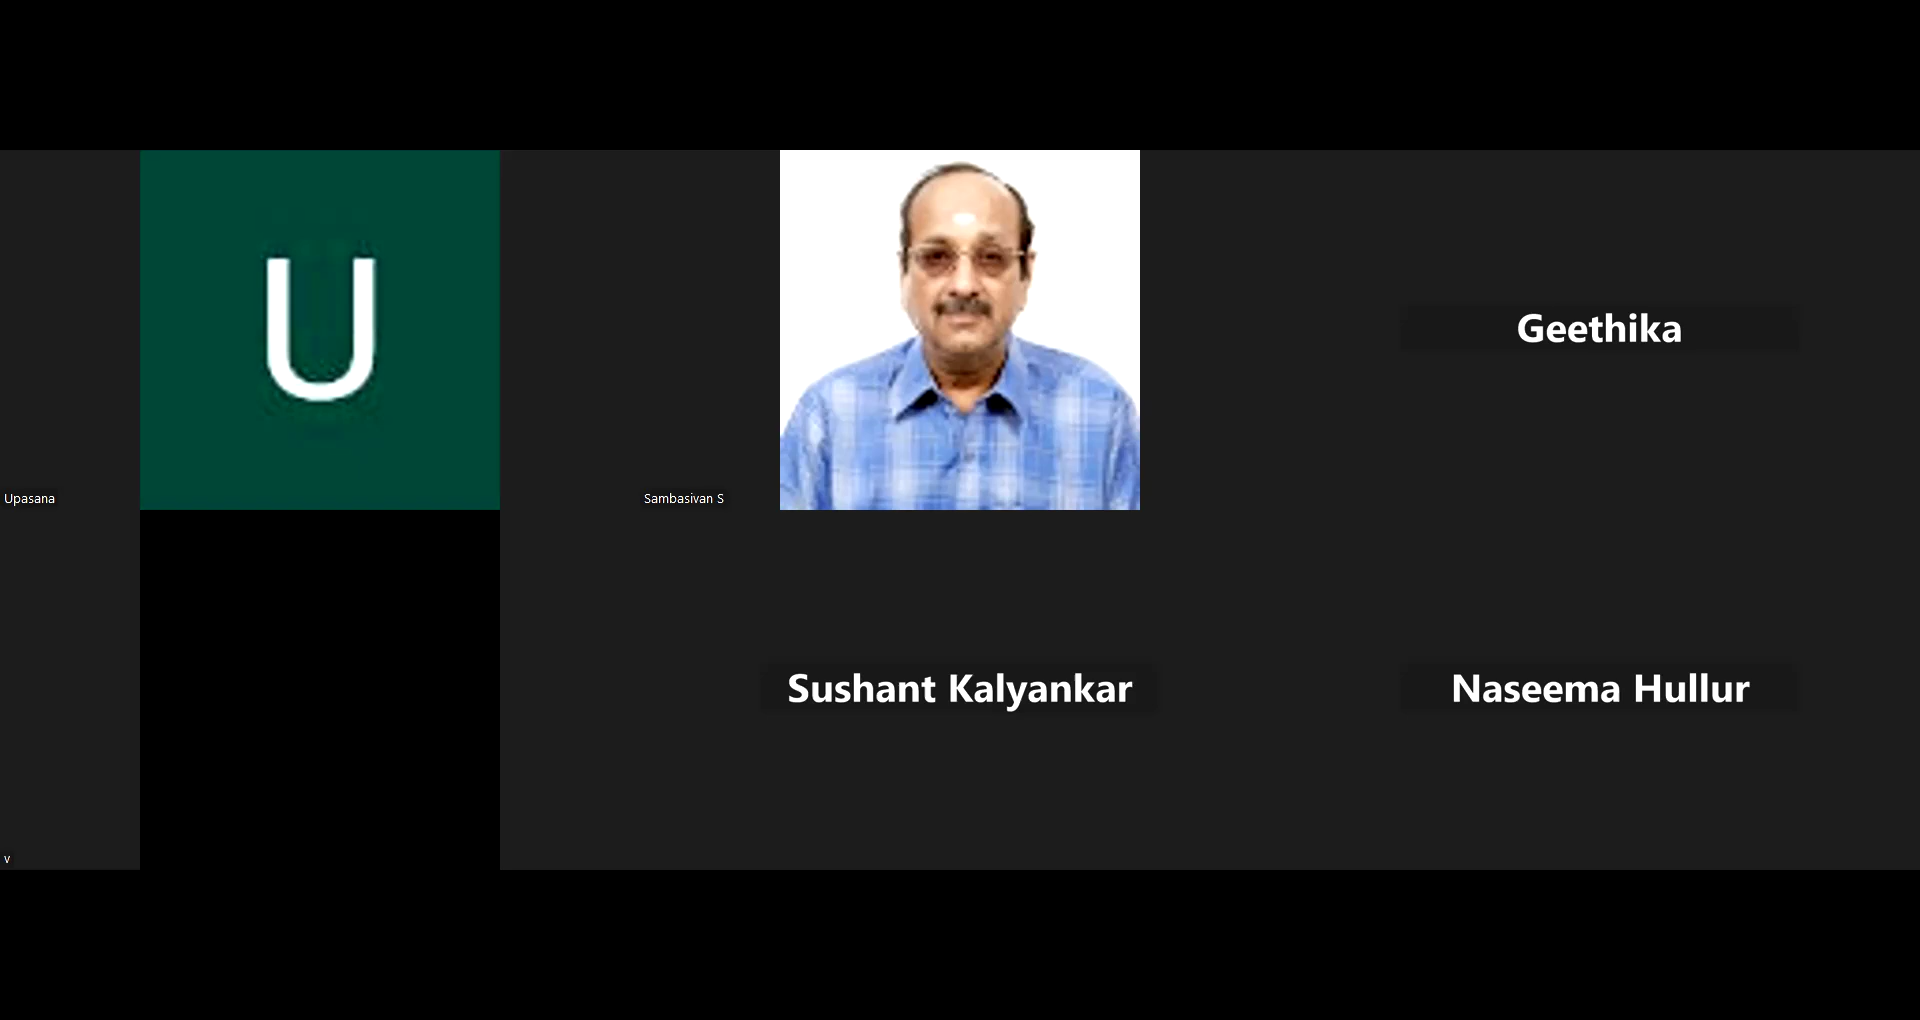 U
Upasana
Sambasivan S
Geethika
v
Sushant Kalyankar
Naseema Hullur